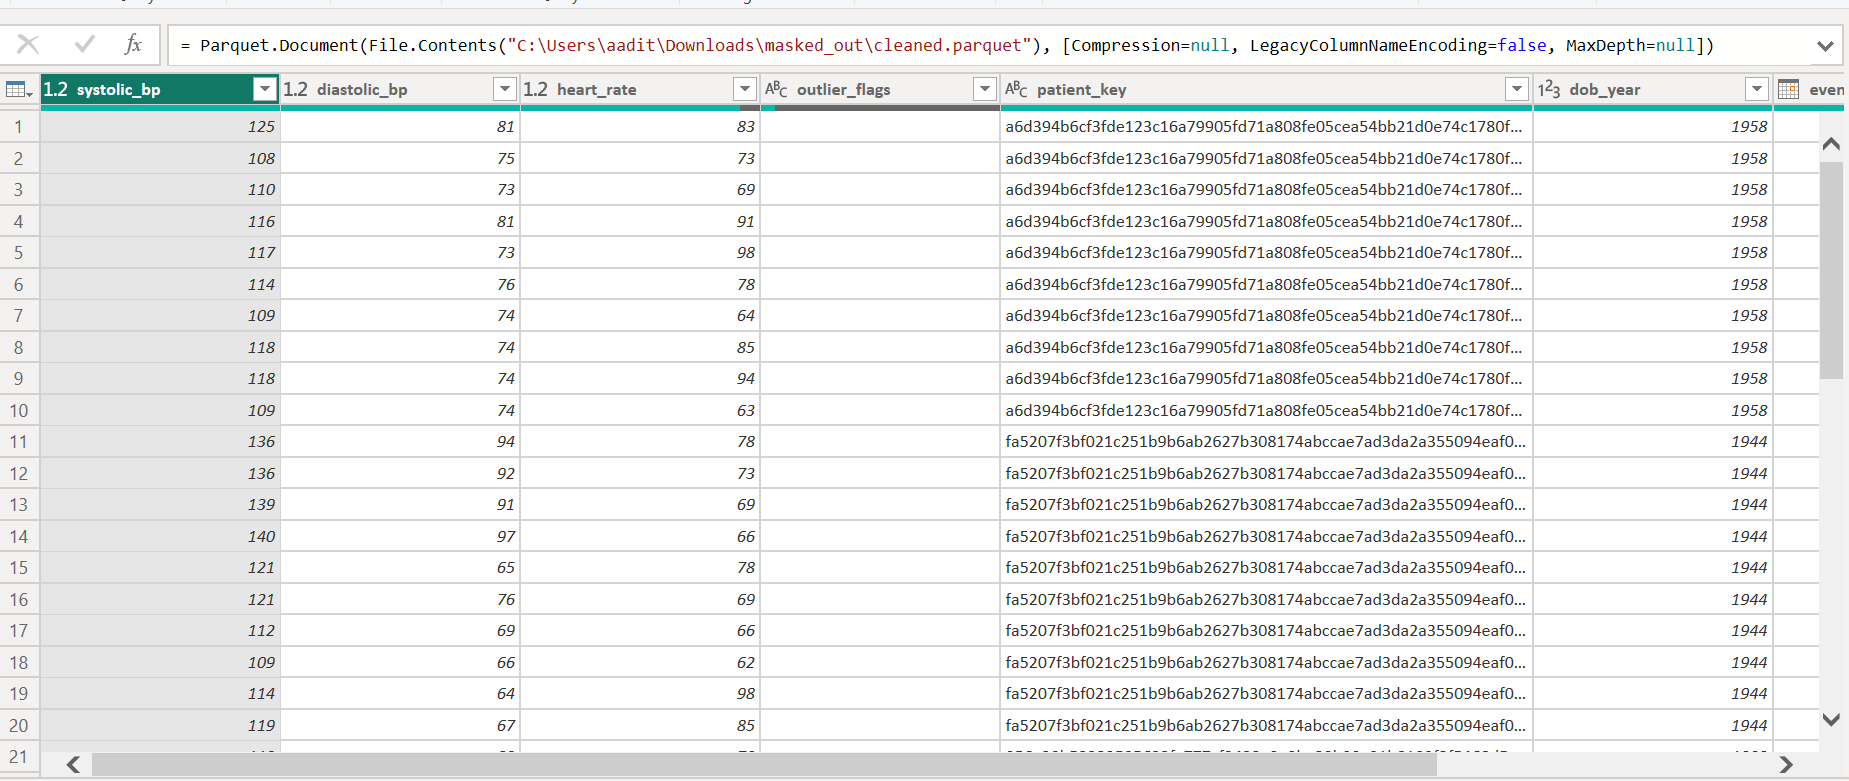 fx = Parquet.Document(File.Contents("C:\Users\aadit\Downloads\masked_out\cleaned.parquet"), [Compression=null, LegacyColumnNameEncoding=false, MaxDepth=null])
1.2 systolic_bp 1.2 diastolic_bp 1.2 heart_rate ABC outlier_flags ABC patient_key 123 dob_year even
1 125 81 83 a6d394b6cf3fde123c16a79905fd71a808fe05cea54bb21d0e74c1780f... 1958
2 108 75 73 a6d394b6cf3fde123c16a79905fd71a808fe05cea54bb21d0e74c1780f... 1958
3 110 73 69 a6d394b6cf3fde123c16a79905fd71a808fe05cea54bb21d0e74c1780f... 1958
4 116 81 91 a6d394b6cf3fde123c16a79905fd71a808fe05cea54bb21d0e74c1780f... 1958
5 117 73 98 a6d394b6cf3fde123c16a79905fd71a808fe05cea54bb21d0e74c1780f... 1958
6 114 76 78 a6d394b6cf3fde123c16a79905fd71a808fe05cea54bb21d0e74c1780f... 1958
7 109 74 64 a6d394b6cf3fde123c16a79905fd71a808fe05cea54bb21d0e74c1780f... 1958
8 118 74 85 a6d394b6cf3fde123c16a79905fd71a808fe05cea54bb21d0e74c1780f... 1958
9 118 74 94 a6d394b6cf3fde123c16a79905fd71a808fe05cea54bb21d0e74c1780f... 1958
10 109 74 63 a6d394b6cf3fde123c16a79905fd71a808fe05cea54bb21d0e74c1780f... 1958
11 136 94 78 fa5207f3bf021c251b9b6ab2627b308174abccae7ad3da2a355094eaf0... 1944
12 136 92 73 fa5207f3bf021c251b9b6ab2627b308174abccae7ad3da2a355094eaf0... 1944
13 139 91 69 fa5207f3bf021c251b9b6ab2627b308174abccae7ad3da2a355094eaf0... 1944
14 140 97 66 fa5207f3bf021c251b9b6ab2627b308174abccae7ad3da2a355094eaf0... 1944
15 121 65 78 fa5207f3bf021c251b9b6ab2627b308174abccae7ad3da2a355094eaf0... 1944
16 121 76 69 fa5207f3bf021c251b9b6ab2627b308174abccae7ad3da2a355094eaf0... 1944
17 112 69 66 fa5207f3bf021c251b9b6ab2627b308174abccae7ad3da2a355094eaf0... 1944
18 109 66 62 fa5207f3bf021c251b9b6ab2627b308174abccae7ad3da2a355094eaf0... 1944
19 114 64 98 fa5207f3bf021c251b9b6ab2627b308174abccae7ad3da2a355094eaf0... 1944
20 119 67 85 fa5207f3bf021c251b9b6ab2627b308174abccae7ad3da2a355094eaf0... 1944
21